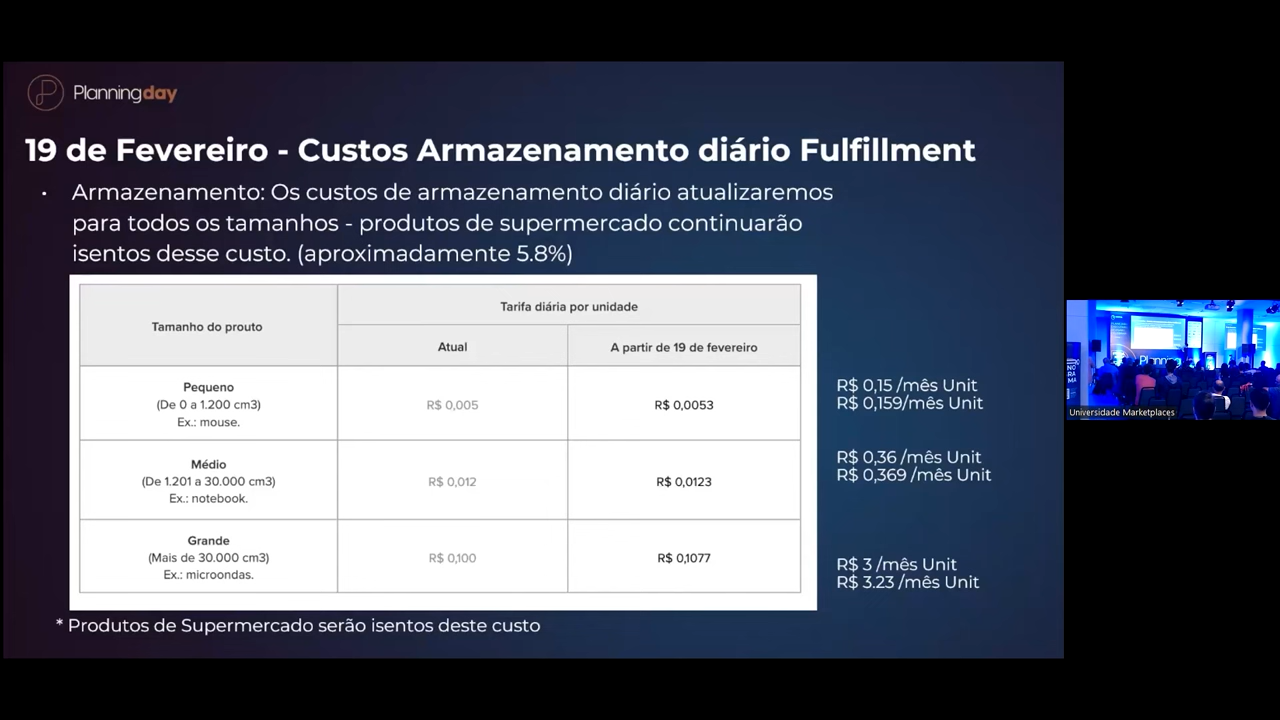 Planningday
19 de Fevereiro - Custos Armazenamento diário Fulfillment
· Armazenamento: Os custos de armazenamento diário atualizaremos
para todos os tamanhos - produtos de supermercado continuarão
isentos desse custo. (aproximadamente 5.8%)
Tamanho do prouto
Tarifa diária por unidade
Atual
A partir de 19 de fevereiro
Pequeno
(De 0 a 1.200 cm3)
Ex.: mouse.
R$ 0,005
R$ 0,0053
R$ 0,15 /mês Unit
R$ 0,159/mês Unit
Médio
(De 1.201 a 30.000 cm3)
Ex.: notebook.
R$ 0,012
R$ 0,0123
R$ 0,36 /mês Unit
R$ 0,369 /mês Unit
Grande
(Mais de 30.000 cm3)
Ex.: microondas.
R$ 0,100
R$ 0,1077
R$ 3 /mês Unit
R$ 3.23 /mês Unit
* Produtos de Supermercado serão isentos deste custo
Planning
Universidade Marketplaces